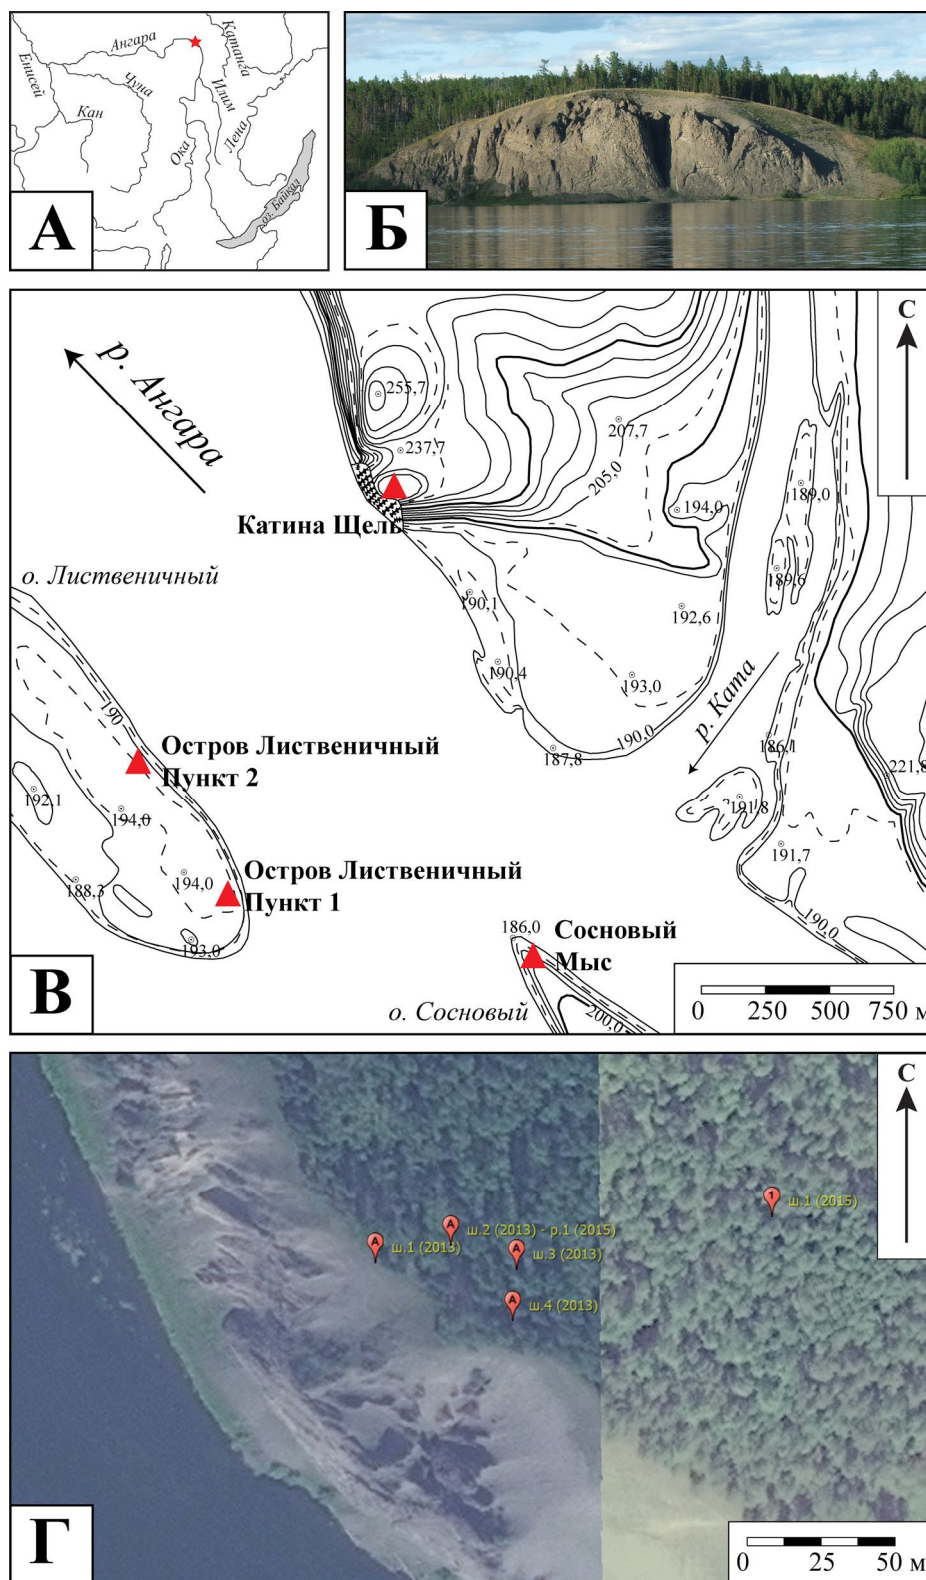 Ангара
Катанга
Енисей
Чуна
Илим
Кан
Ока
Лена
оз. Байкал
А
Б
р. Ангара
С
255,7
237,7
207,7
205,0
194,0
189,0
Катина Щель
о. Лиственичный
189,6
190,1
192,6
190,4
193,0
р. Ката
190
190,0
186,1
187,8
Остров Лиственичный
Пункт 2
221,8
192,1
194,0
191,8
191,7
Остров Лиственичный
Пункт 1
194,0
188,3
190,0
186,0
193,0
Сосновый
Мыс
о. Сосновый
200,0
0 250 500 750 м
В
С
1
ш.1 (2015)
А
ш.2 (2013) - р.1 (2015)
А
ш.1 (2013)
А
ш.3 (2013)
А
ш.4 (2013)
Г
0 25 50 м